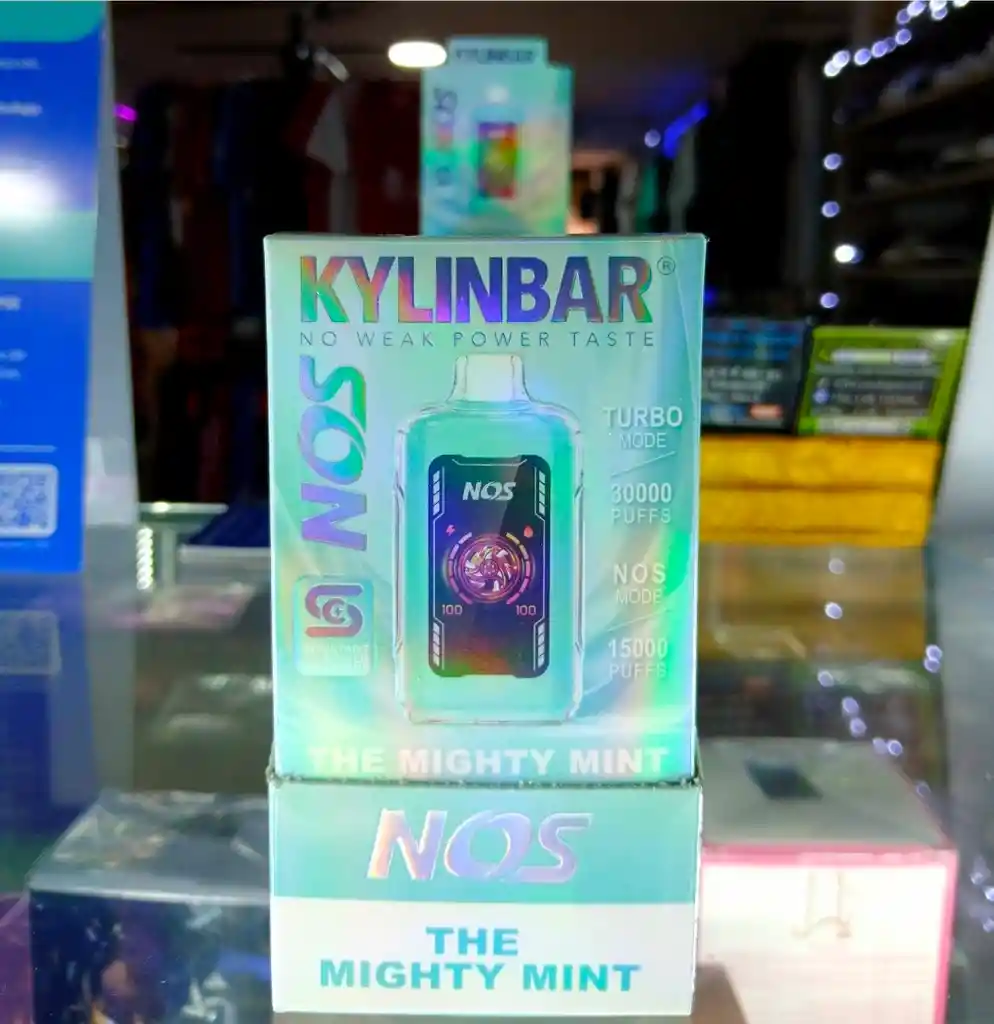 KYLINBAR®
NO WEAK POWER TASTE
NOS
TURBO
MODE
30000
PUFFS
NOS
MODE
15000
PUFFS
NOS
100 100
THE MIGHTY MINT
NOS
THE
MIGHTY MINT